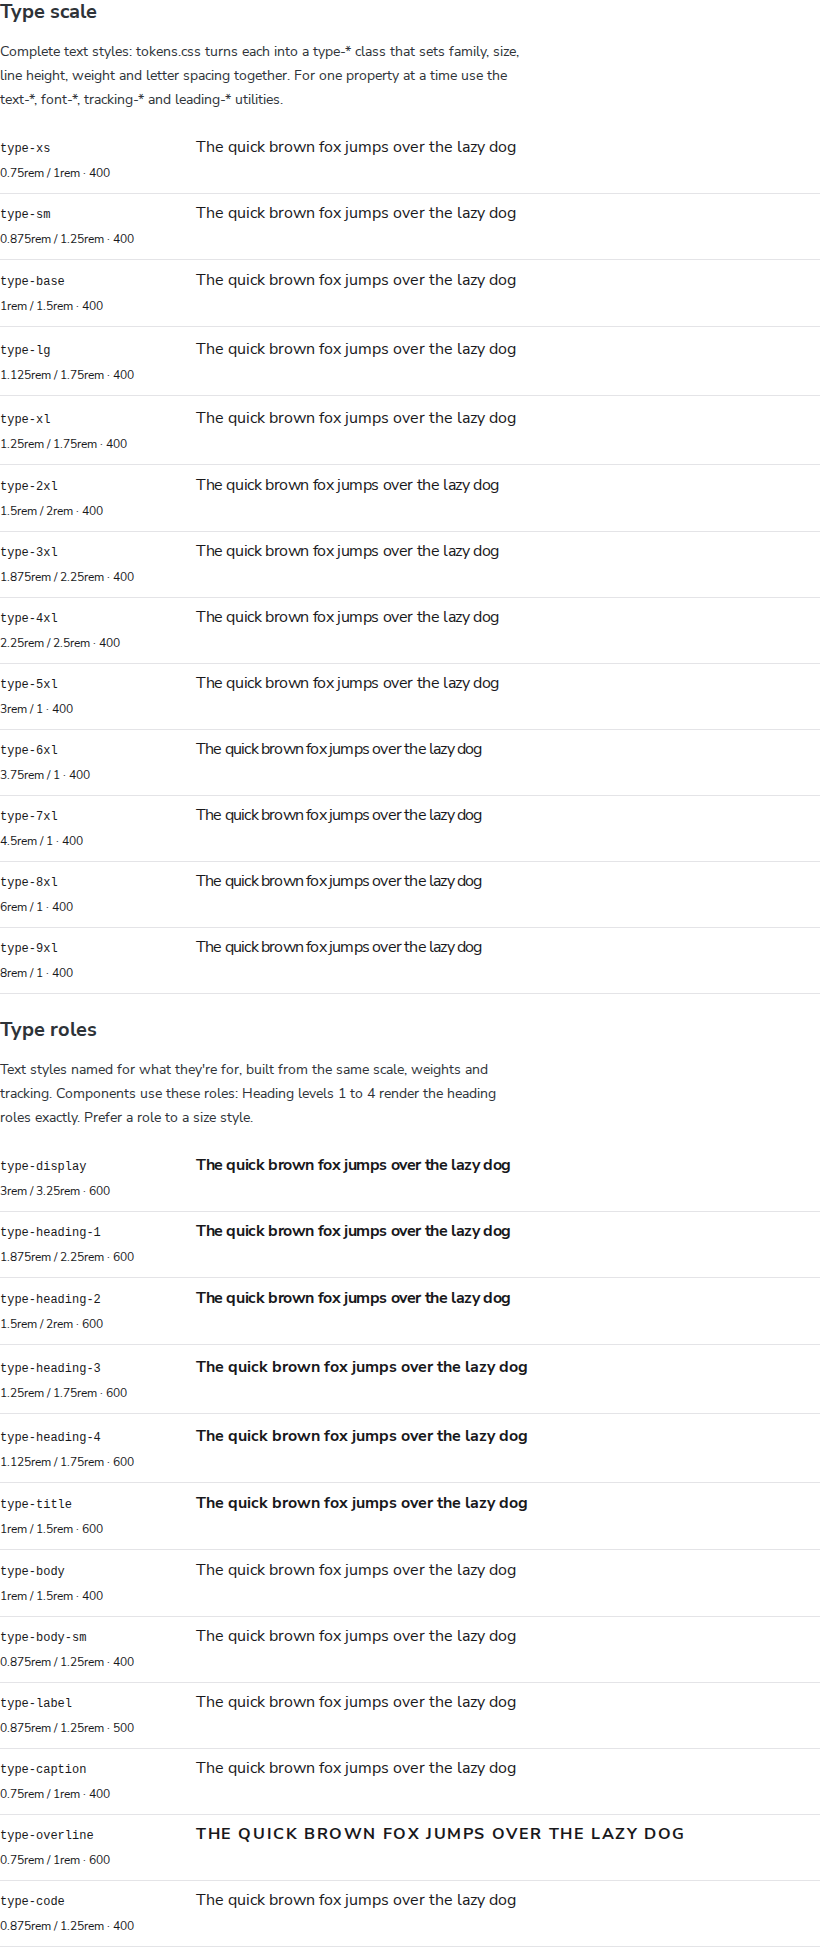 Type scale
Complete text styles: tokens.css turns each into a type-* class that sets family, size,
line height, weight and letter spacing together. For one property at a time use the
text-*, font-*, tracking-* and leading-* utilities.
type-xs The quick brown fox jumps over the lazy dog
0.75rem / 1rem · 400
type-sm The quick brown fox jumps over the lazy dog
0.875rem / 1.25rem · 400
type-base The quick brown fox jumps over the lazy dog
1rem / 1.5rem · 400
type-lg The quick brown fox jumps over the lazy dog
1.125rem / 1.75rem · 400
type-xl The quick brown fox jumps over the lazy dog
1.25rem / 1.75rem · 400
type-2xl The quick brown fox jumps over the lazy dog
1.5rem / 2rem · 400
type-3xl The quick brown fox jumps over the lazy dog
1.875rem / 2.25rem · 400
type-4xl The quick brown fox jumps over the lazy dog
2.25rem / 2.5rem · 400
type-5xl The quick brown fox jumps over the lazy dog
3rem / 1 · 400
type-6xl The quick brown fox jumps over the lazy dog
3.75rem / 1 · 400
type-7xl The quick brown fox jumps over the lazy dog
4.5rem / 1 · 400
type-8xl The quick brown fox jumps over the lazy dog
6rem / 1 · 400
type-9xl The quick brown fox jumps over the lazy dog
8rem / 1 · 400
Type roles
Text styles named for what they're for, built from the same scale, weights and
tracking. Components use these roles: Heading levels 1 to 4 render the heading
roles exactly. Prefer a role to a size style.
type-display The quick brown fox jumps over the lazy dog
3rem / 3.25rem · 600
type-heading-1 The quick brown fox jumps over the lazy dog
1.875rem / 2.25rem · 600
type-heading-2 The quick brown fox jumps over the lazy dog
1.5rem / 2rem · 600
type-heading-3 The quick brown fox jumps over the lazy dog
1.25rem / 1.75rem · 600
type-heading-4 The quick brown fox jumps over the lazy dog
1.125rem / 1.75rem · 600
type-title The quick brown fox jumps over the lazy dog
1rem / 1.5rem · 600
type-body The quick brown fox jumps over the lazy dog
1rem / 1.5rem · 400
type-body-sm The quick brown fox jumps over the lazy dog
0.875rem / 1.25rem · 400
type-label The quick brown fox jumps over the lazy dog
0.875rem / 1.25rem · 500
type-caption The quick brown fox jumps over the lazy dog
0.75rem / 1rem · 400
type-overline THE QUICK BROWN FOX JUMPS OVER THE LAZY DOG
0.75rem / 1rem · 600
type-code The quick brown fox jumps over the lazy dog
0.875rem / 1.25rem · 400